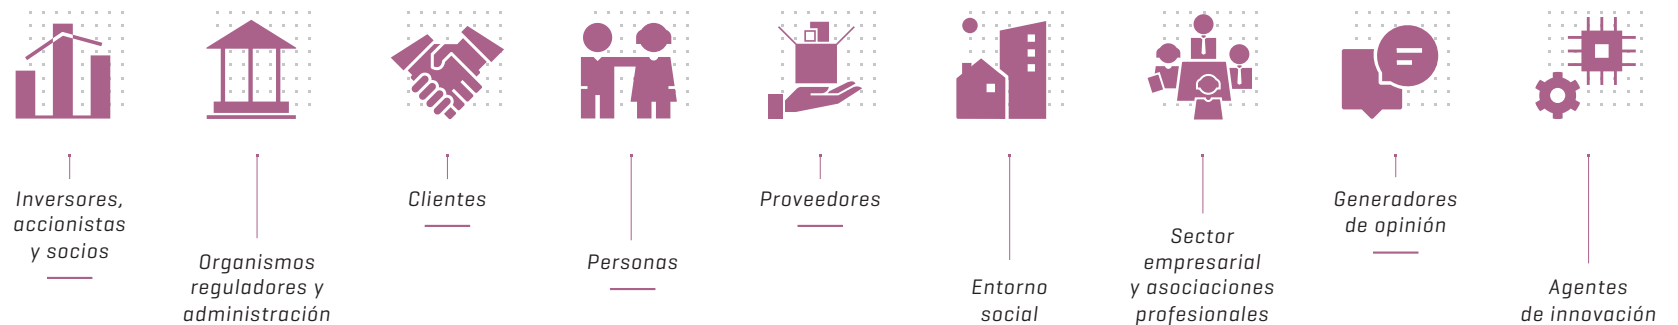 Inversores,
accionistas
y socios
Organismos
reguladores y
administración
Clientes
Personas
Proveedores
Entorno
social
Sector
empresarial
y asociaciones
profesionales
Generadores
de opinión
Agentes
de innovación